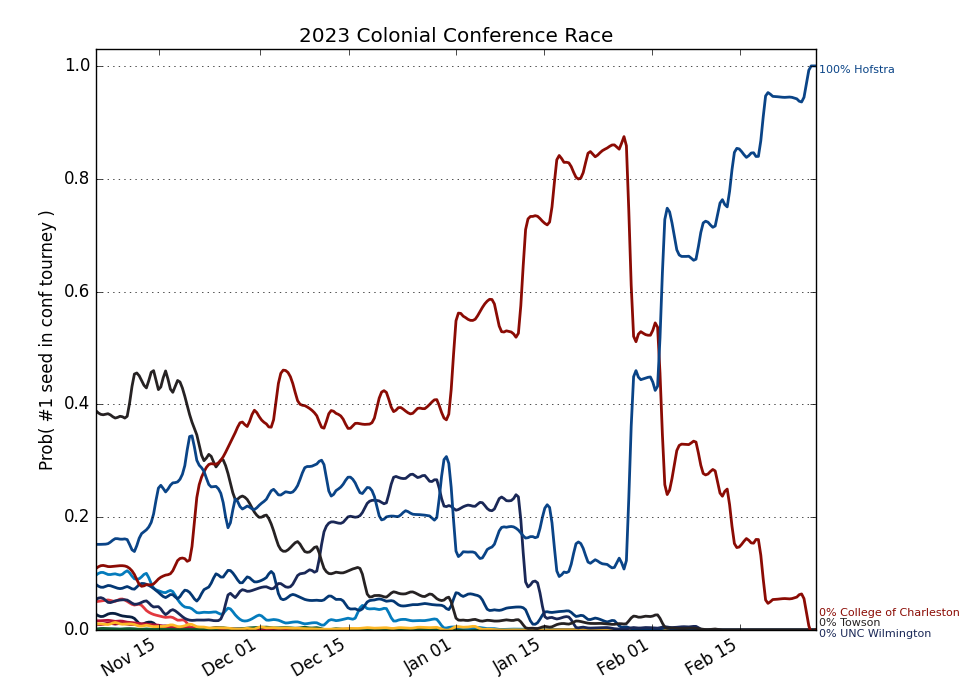 2023 Colonial Conference Race
Prob( #1 seed in conf tourney )
1.0
0.8
0.6
0.4
0.2
0.0
Nov 15
Dec 01
Dec 15
Jan 01
Jan 15
Feb 01
Feb 15
100% Hofstra
0% College of Charleston
0% Towson
0% UNC Wilmington